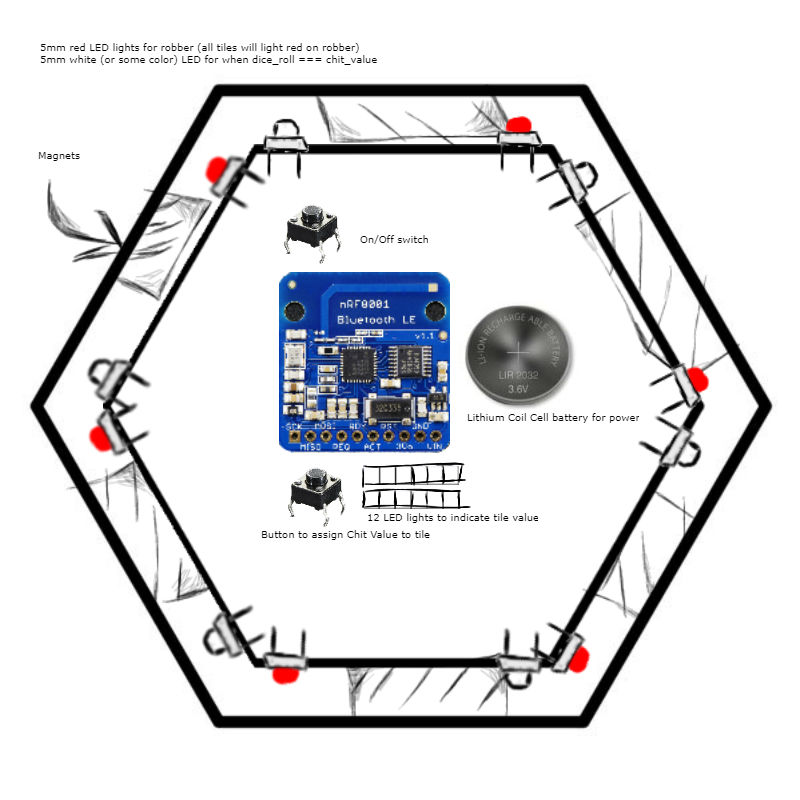 5mm red LED lights for robber (all tiles will light red on robber)
5mm white (or some color) LED for when dice_roll === chit_value
Magnets
On/Off switch
nRF8001
Bluetooth LE
v1.1
LI-ION RECHARGE ABLE BATTERY
LIR 2032
3.6V
Lithium Coil Cell battery for power
SCK MOSI RDY RST GND
MISO REQ ACT 3Vo VIN
12 LED lights to indicate tile value
Button to assign Chit Value to tile